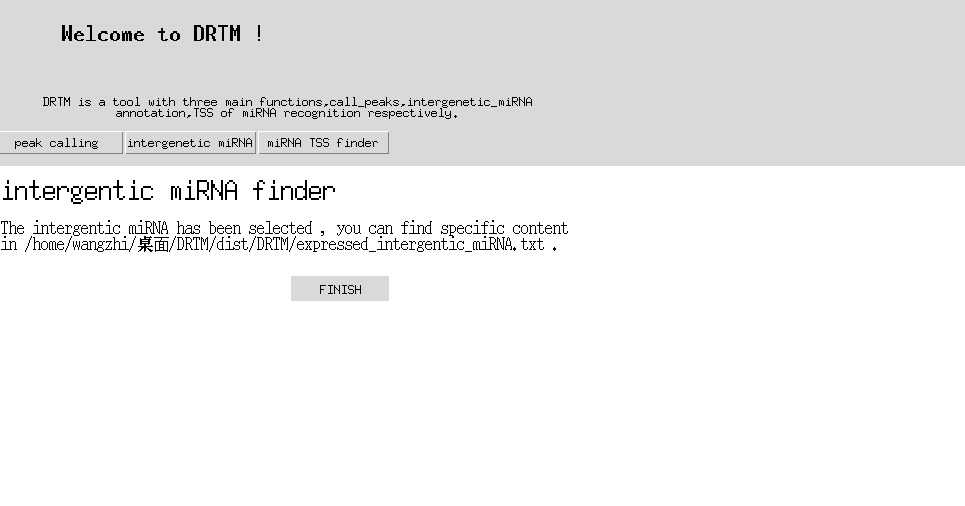 Welcome to DRTM !
DRTM is a tool with three main functions,call_peaks,intergenetic_miRNA
annotation,TSS of miRNA recognition respectively.
peak calling
intergenetic miRNA
miRNA TSS finder
intergentic miRNA finder
The intergentic miRNA has been selected , you can find specific content
in /home/wangzhi/桌面/DRTM/dist/DRTM/expressed_intergentic_miRNA.txt .
FINISH